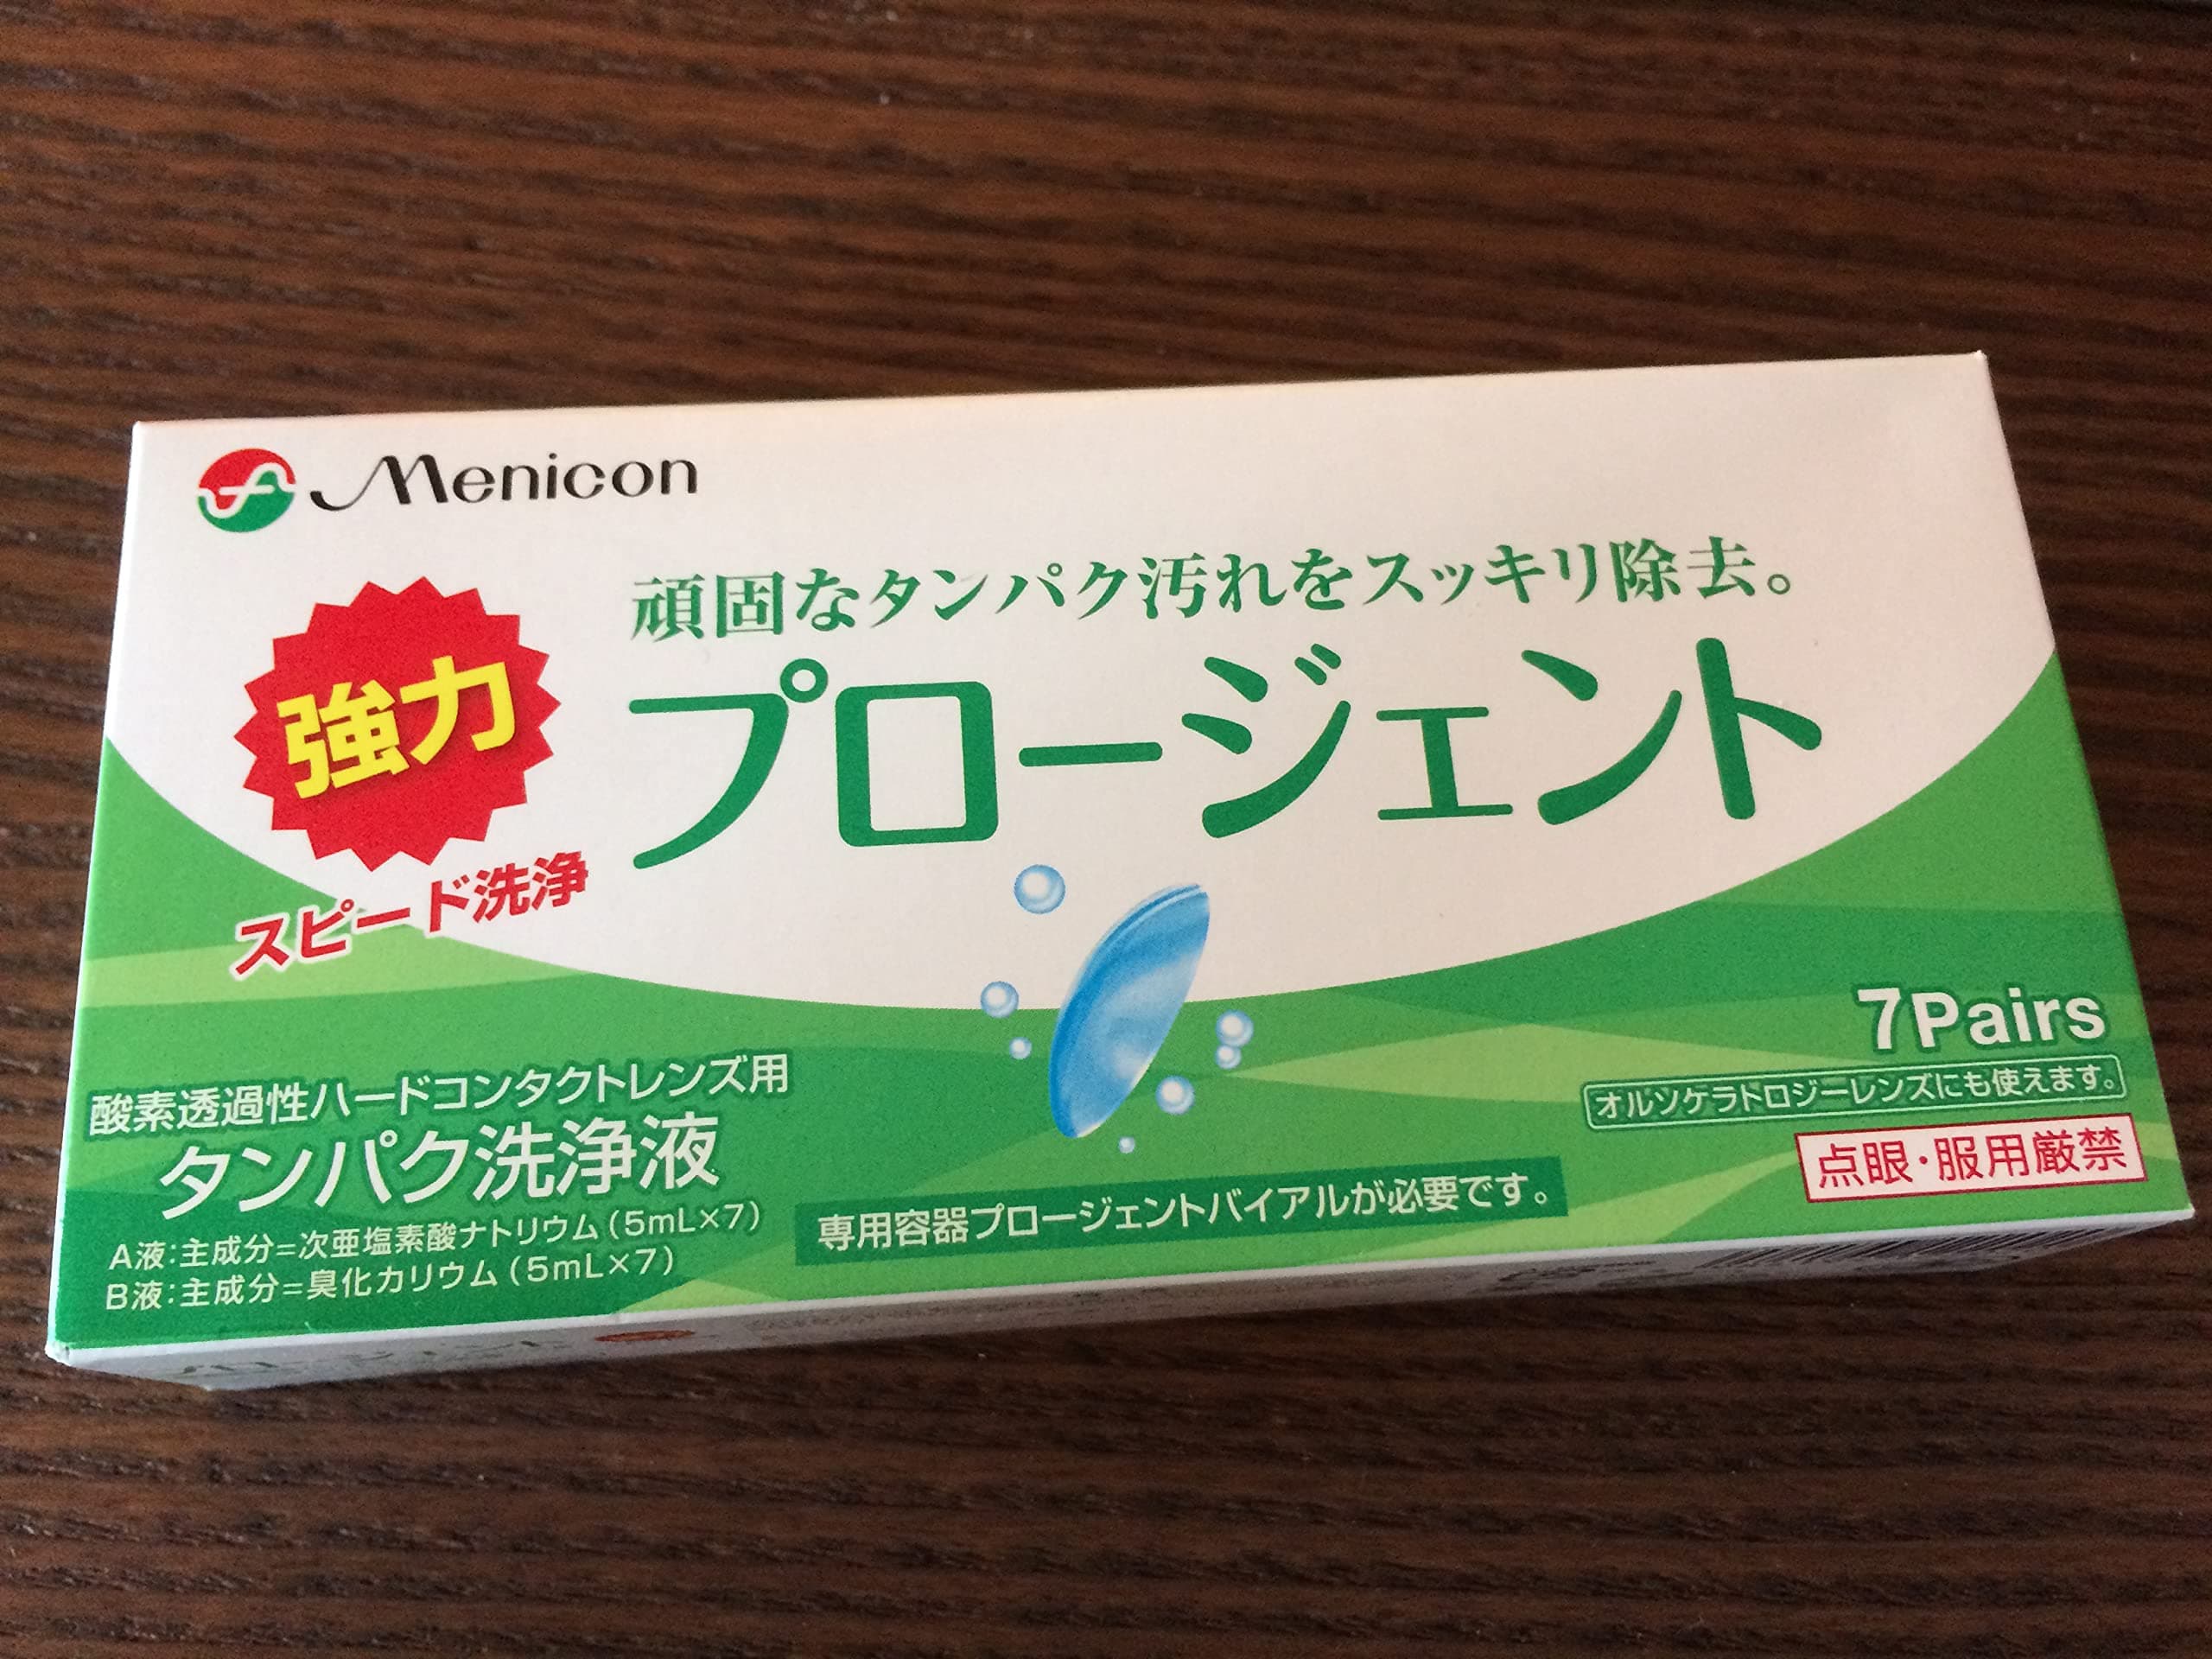 Menicon
頑固なタンパク汚れをスッキリ除去。
強力
プロージェント
スピード洗浄
7Pairs
酸素透過性ハードコンタクトレンズ用
オルソケラトロジーレンズにも使えます。
タンパク洗浄液
点眼・服用厳禁
専用容器プロージェントバイアルが必要です。
A液:主成分=次亜塩素酸ナトリウム(5mL×7)
B液:主成分=臭化カリウム(5mL×7)